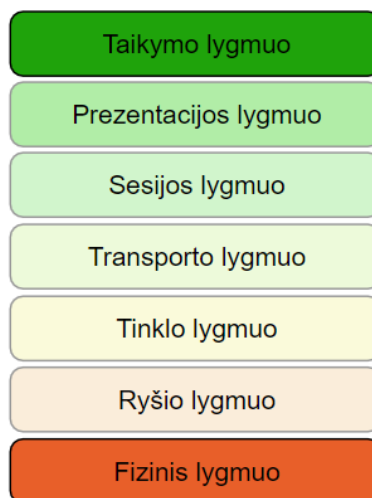 Taikymo lygmuo
Prezentacijos lygmuo
Sesijos lygmuo
Transporto lygmuo
Tinklo lygmuo
Ryšio lygmuo
Fizinis lygmuo